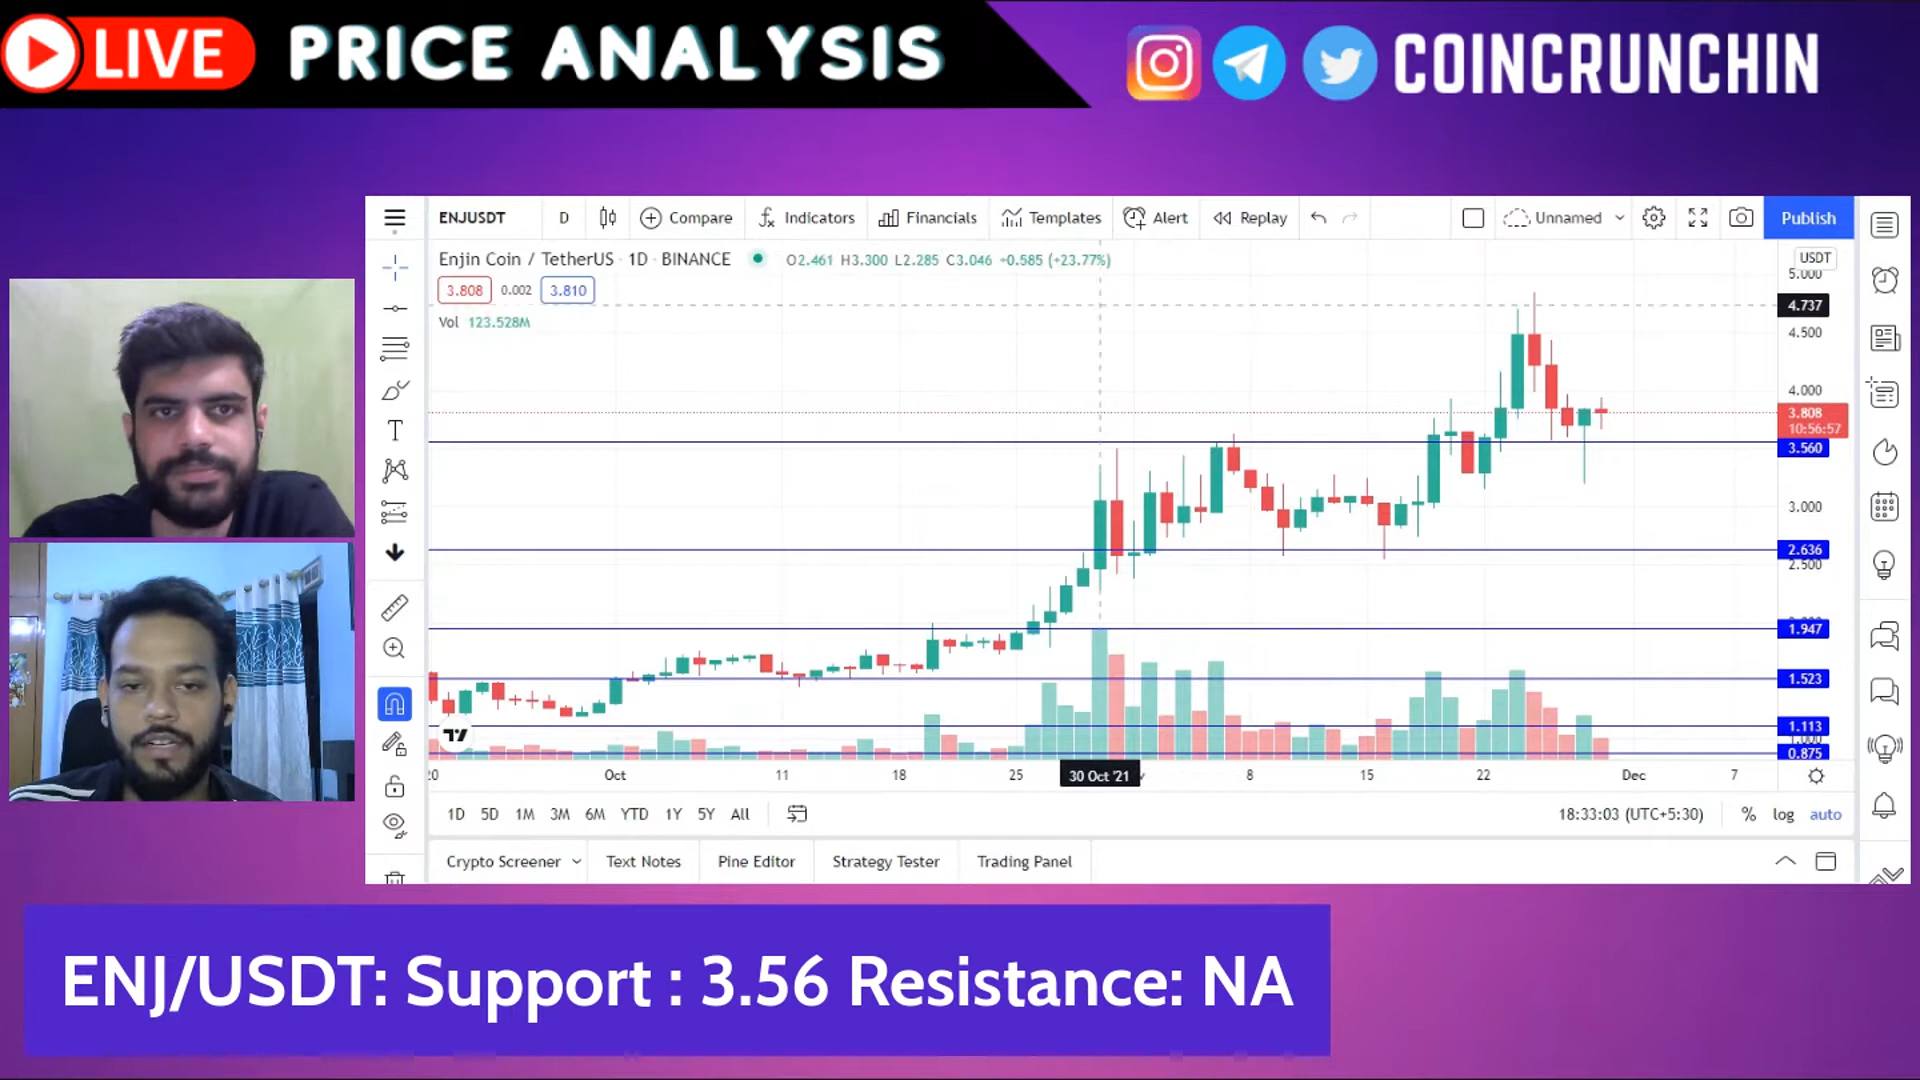 LIVE PRICE ANALYSIS COINCRUNCHIN
ENJUSDT D Compare Indicators Financials Templates Alert Replay Unnamed Publish
Enjin Coin / TetherUS · 1D · BINANCE O2.461 H3.300 L2.285 C3.046 +0.585 (+23.77%)
USDT
5.000
3.808 0.002 3.810
4.737
Vol 123.528M
4.500
4.000
3.808
10:56:57
3.560
3.000
2.636
2.500
1.947
1.523
1.113
0.875
Oct 11 18 25 30 Oct '21 8 15 22 Dec 7
1D 5D 1M 3M 6M YTD 1Y 5Y All 18:33:03 (UTC+5:30) % log auto
Crypto Screener Text Notes Pine Editor Strategy Tester Trading Panel
ENJ/USDT: Support : 3.56 Resistance: NA